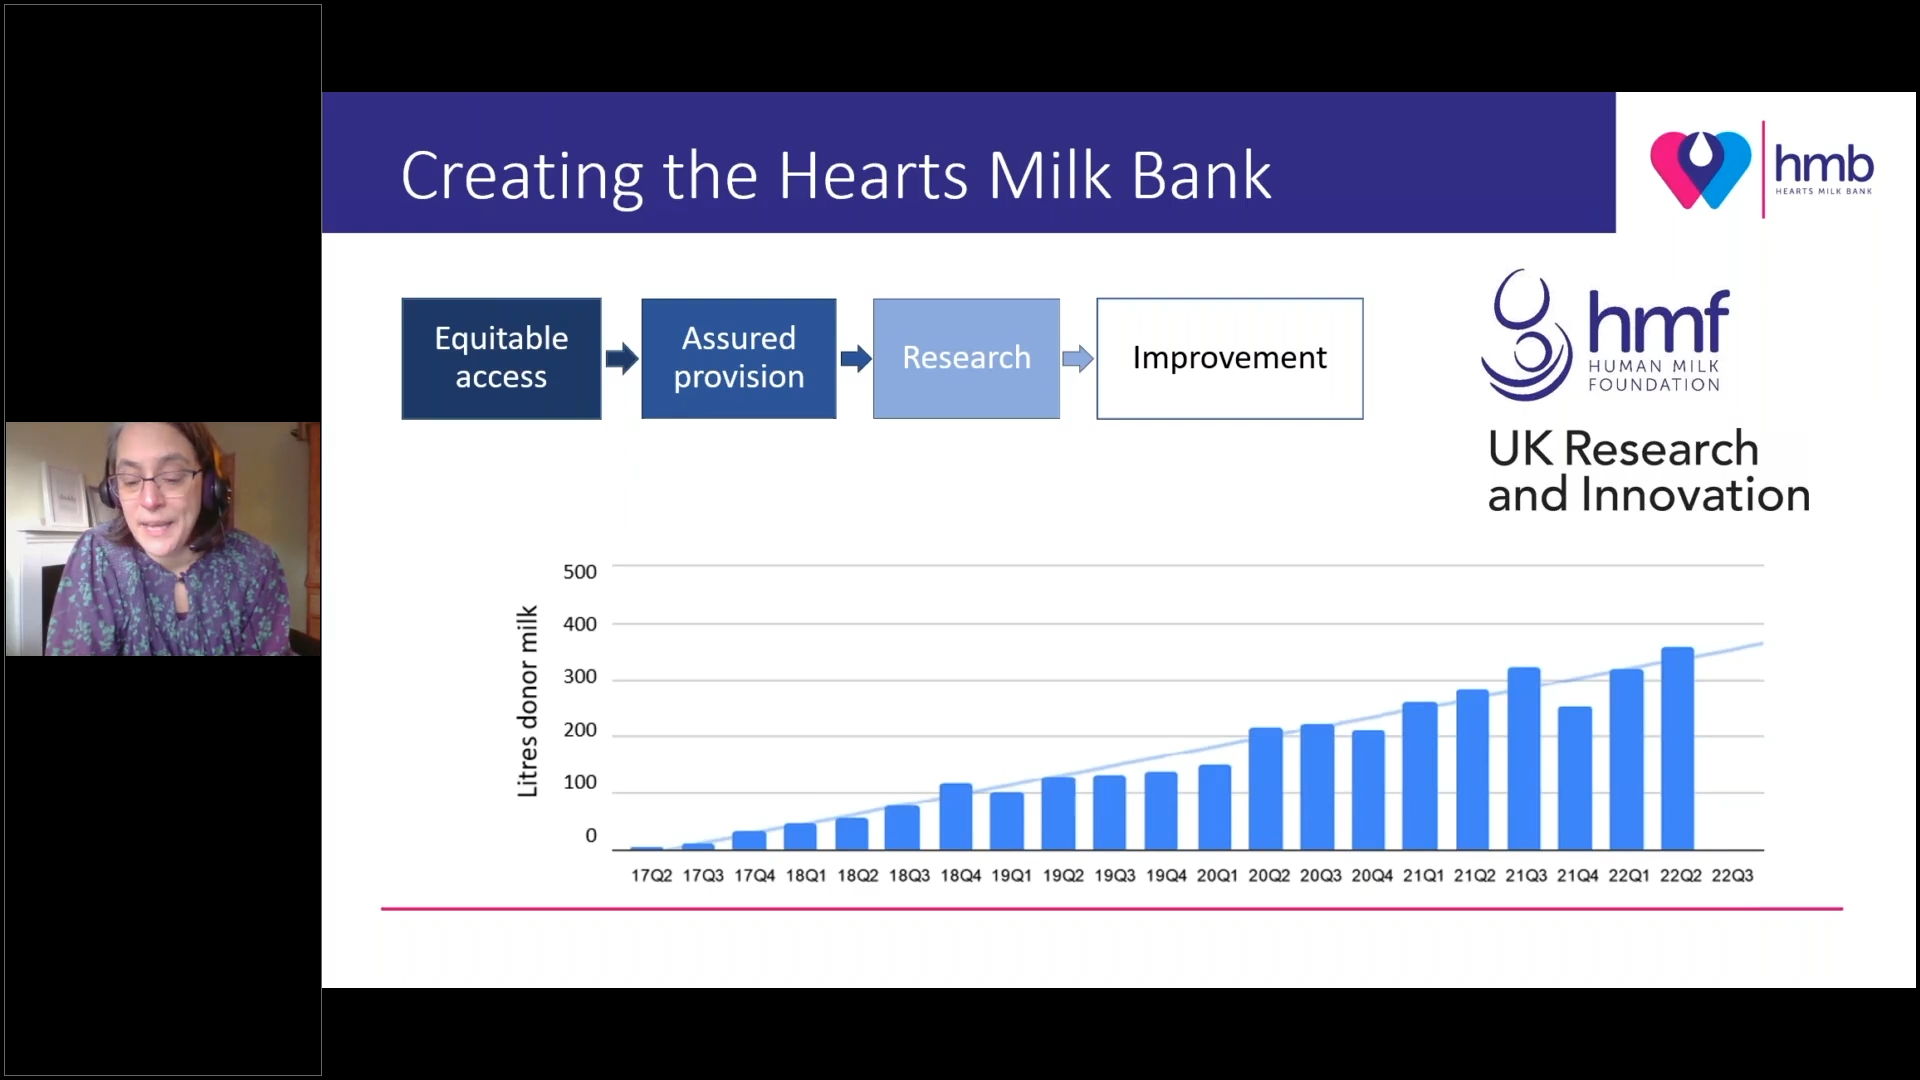 Creating the Hearts Milk Bank
hmb
HEARTS MILK BANK
Equitable
access
Assured
provision
Research
Improvement
hmf
HUMAN MILK
FOUNDATION
UK Research
and Innovation
Litres donor milk
500
400
300
200
100
0
17Q2 17Q3 17Q4 18Q1 18Q2 18Q3 18Q4 19Q1 19Q2 19Q3 19Q4 20Q1 20Q2 20Q3 20Q4 21Q1 21Q2 21Q3 21Q4 22Q1 22Q2 22Q3